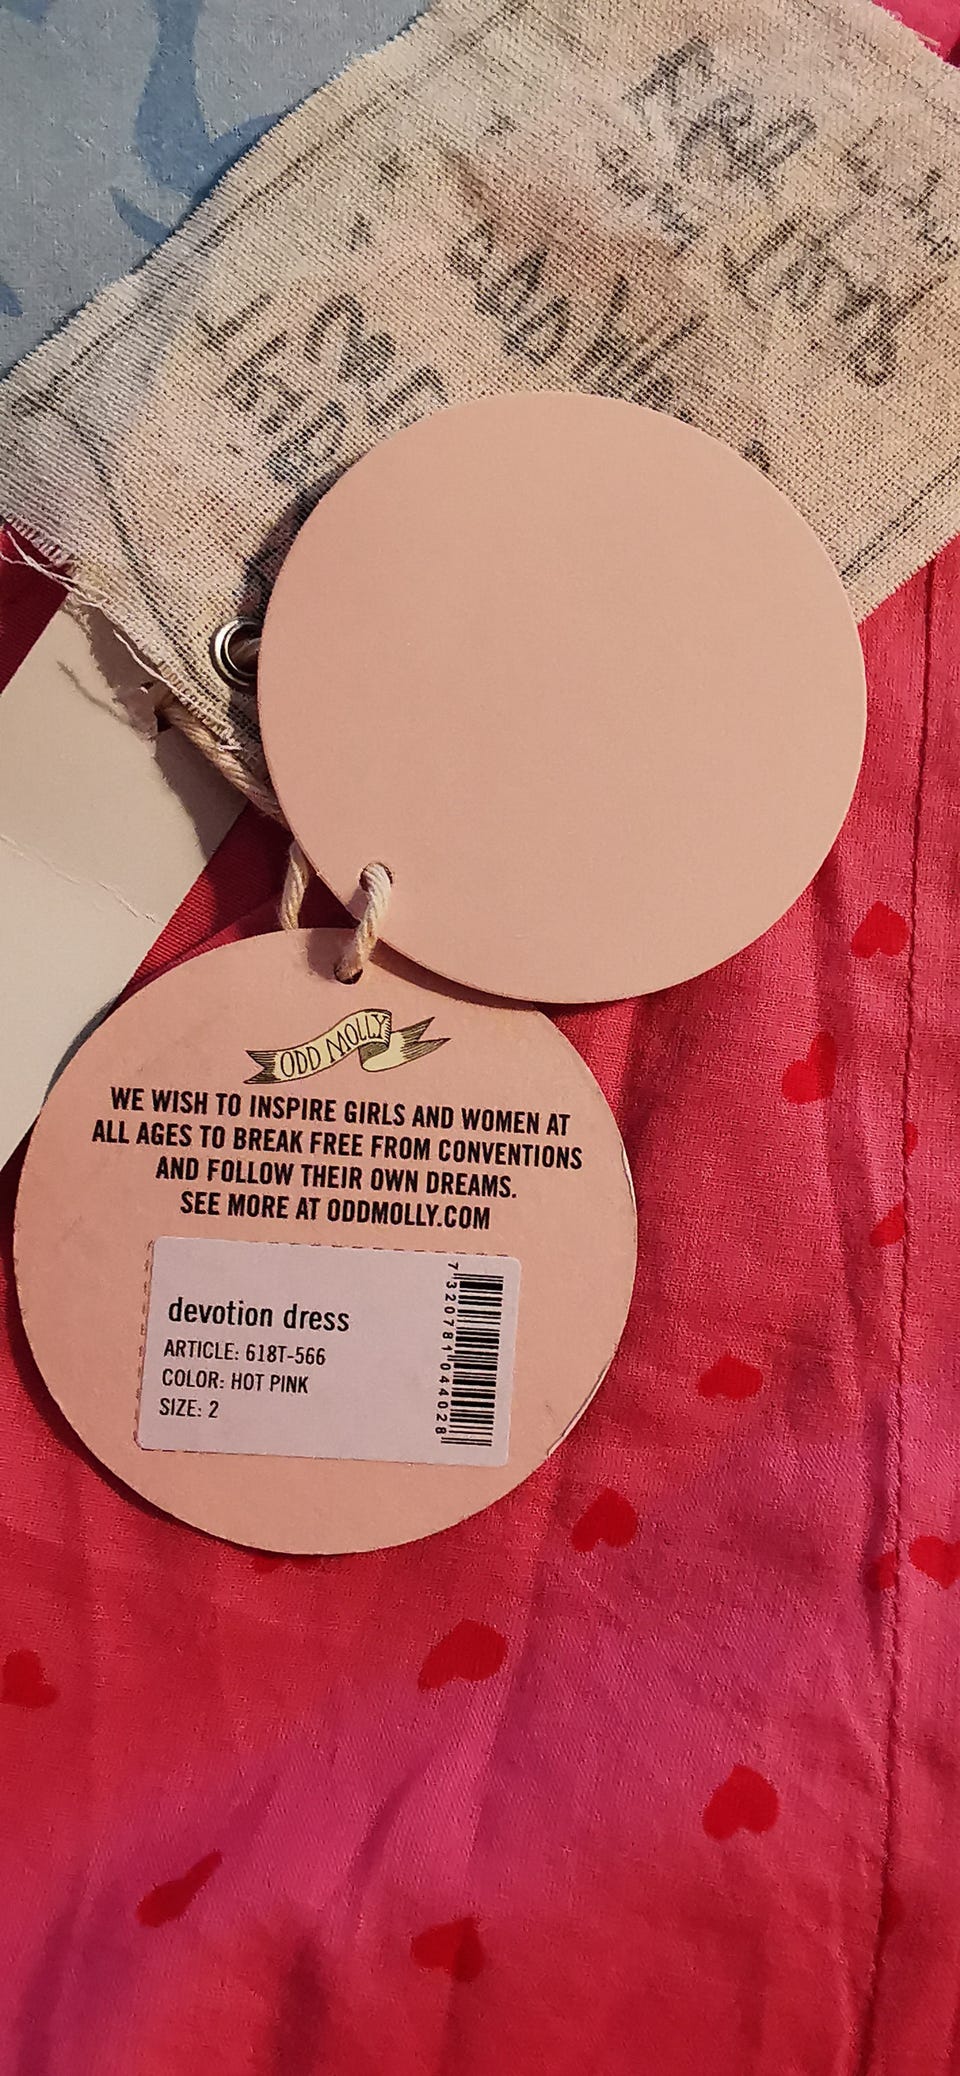 ODD MOLLY
WE WISH TO INSPIRE GIRLS AND WOMEN AT
ALL AGES TO BREAK FREE FROM CONVENTIONS
AND FOLLOW THEIR OWN DREAMS.
SEE MORE AT ODDMOLLY.COM
devotion dress
ARTICLE: 618T-566
COLOR: HOT PINK
SIZE: 2
7320781044028